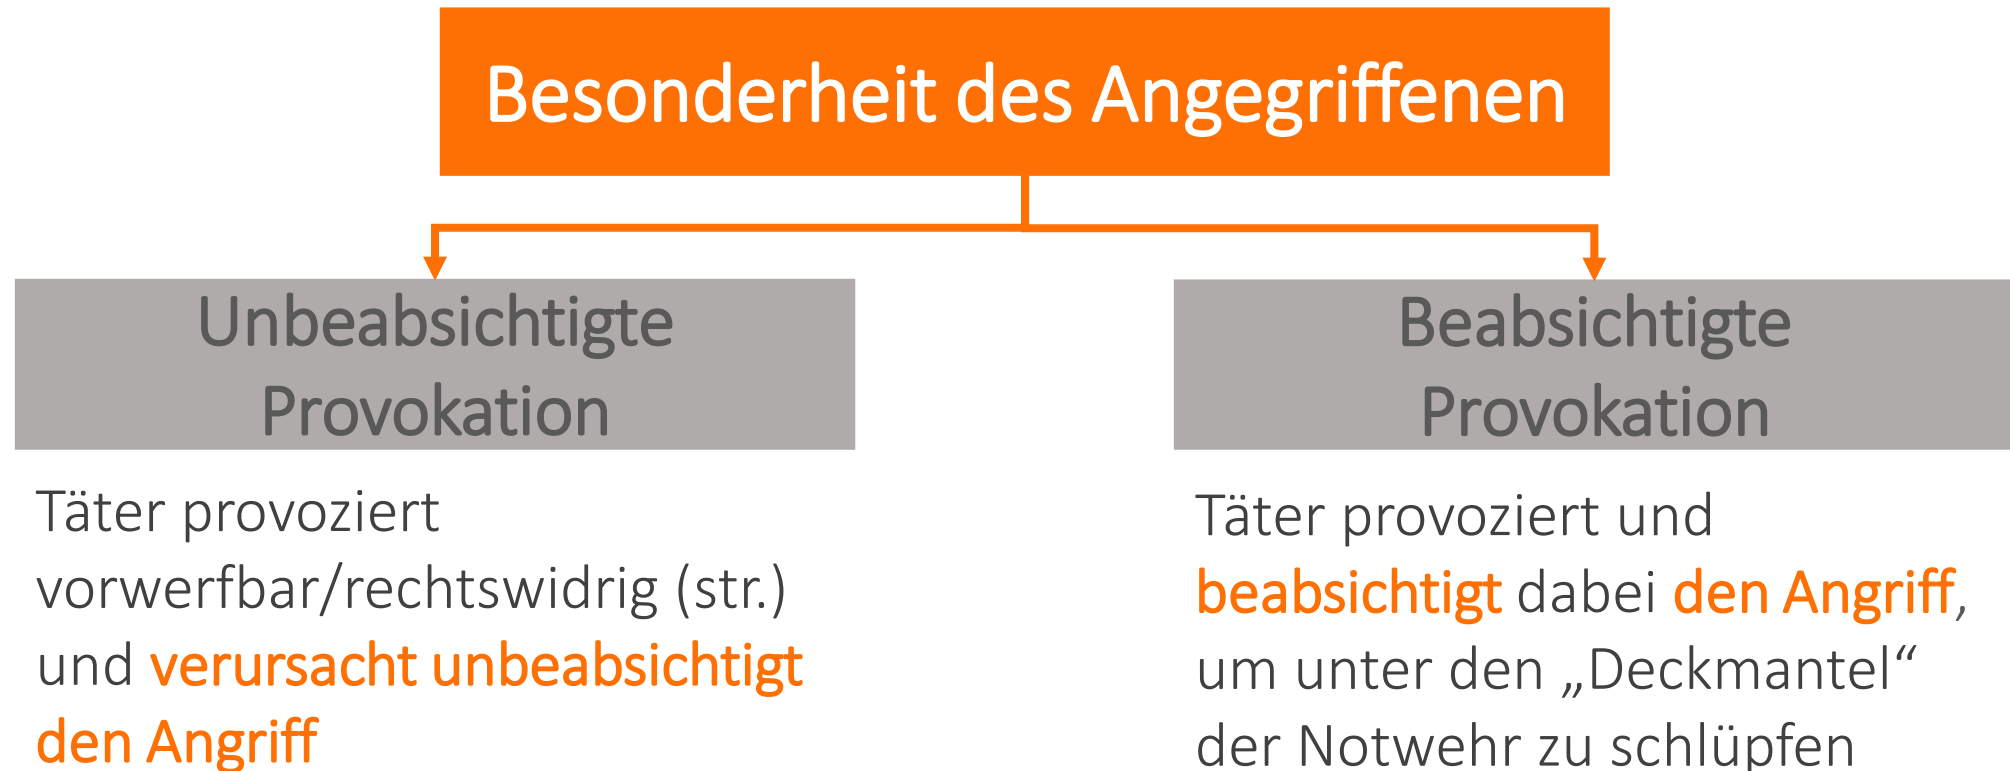 Besonderheit des Angegriffenen
Unbeabsichtigte
Provokation
Täter provoziert
vorwerfbar/rechtswidrig (str.)
und verursacht unbeabsichtigt
den Angriff
Beabsichtigte
Provokation
Täter provoziert und
beabsichtigt dabei den Angriff,
um unter den „Deckmantel“
der Notwehr zu schlüpfen